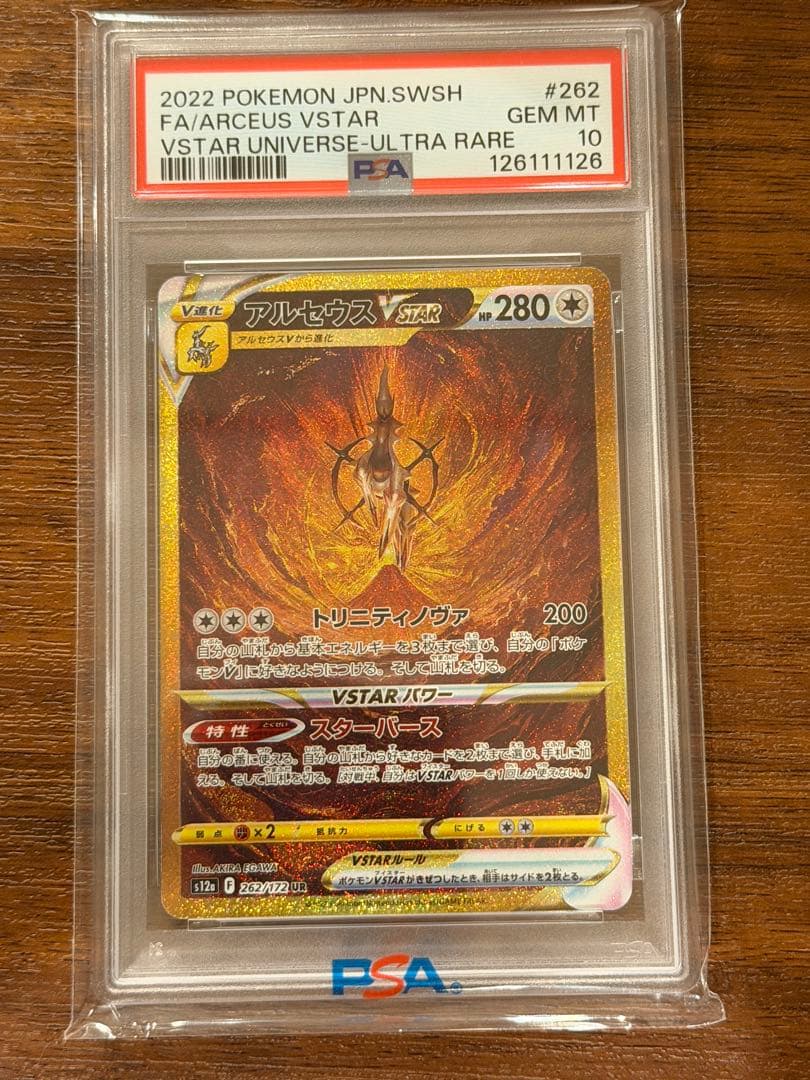 2022 POKEMON JPN.SWSH #262
FA/ARCEUS VSTAR GEM MT
VSTAR UNIVERSE-ULTRA RARE 10
PSA 126111126
V進化 アルセウス VSTAR HP 280
アルセウスVから進化
トリニティノヴァ 200
自分の山札から基本エネルギーを3枚まで選び、自分の「ポケ
モンV」に好きなようにつける。そして山札を切る。
VSTARパワー
特性 とくせい スターバース
自分の番に使える。自分の山札から好きなカードを2枚まで選び、手札に加
える。そして山札を切る。[対戦中、自分はVSTARパワーを1回しか使えない。]
弱点 ×2 抵抗力 にげる
Illus. AKIRA EGAWA
VSTARルール
ポケモンVSTARがきぜつしたとき、相手はサイドを2枚とる。
s12a F 262/172 UR
PSA